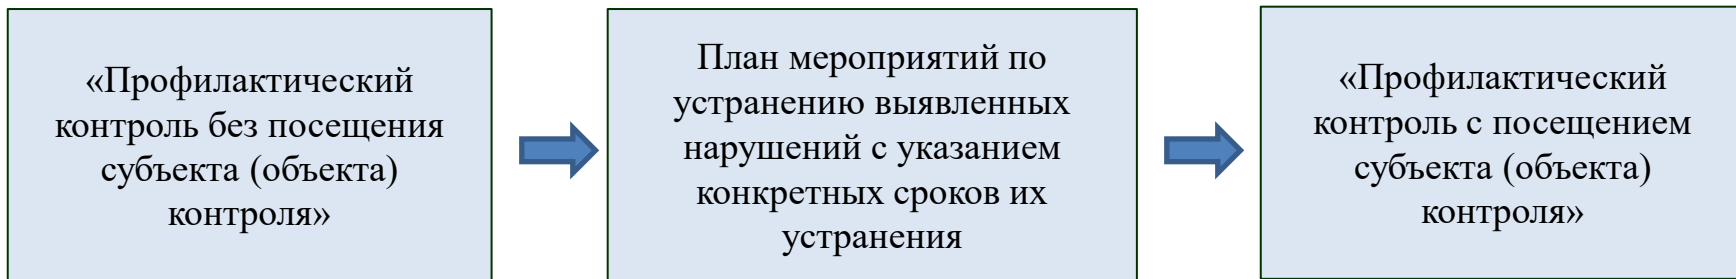 «Профилактический
контроль без посещения
субъекта (объекта)
контроля»
План мероприятий по
устранению выявленных
нарушений с указанием
конкретных сроков их
устранения
«Профилактический
контроль с посещением
субъекта (объекта)
контроля»